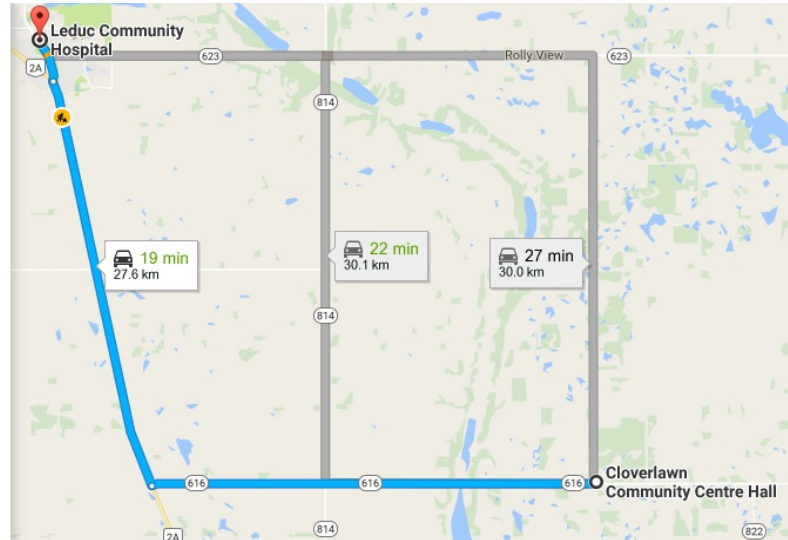 Leduc Community
Hospital
2A
623
Rolly View
623
814
19 min
27.6 km
22 min
30.1 km
27 min
30.0 km
814
616
616
616
Cloverlawn
Community Centre Hall
2A
814
822